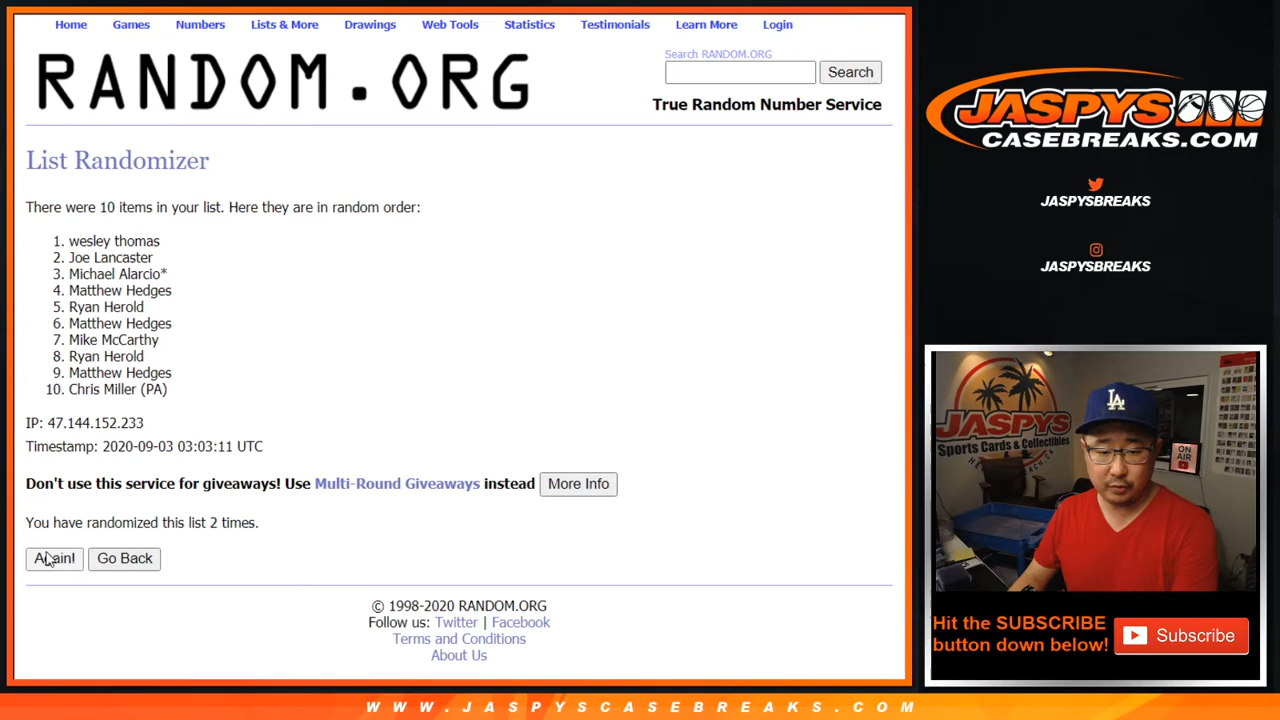 Home Games Numbers Lists & More Drawings Web Tools Statistics Testimonials Learn More Login
RANDOM.ORG
Search RANDOM.ORG
Search
True Random Number Service
List Randomizer
There were 10 items in your list. Here they are in random order:
1. wesley thomas
2. Joe Lancaster
3. Michael Alarcio*
4. Matthew Hedges
5. Ryan Herold
6. Matthew Hedges
7. Mike McCarthy
8. Ryan Herold
9. Matthew Hedges
10. Chris Miller (PA)
IP: 47.144.152.233
Timestamp: 2020-09-03 03:03:11 UTC
Don't use this service for giveaways! Use Multi-Round Giveaways instead More Info
You have randomized this list 2 times.
Again! Go Back
© 1998-2020 RANDOM.ORG
Follow us: Twitter | Facebook
Terms and Conditions
About Us
JASPYS
CASEBREAKS.COM
JASPYSBREAKS
JASPYSBREAKS
JASPYS
Sports Cards & Collectibles
LA
ON AIR
Hit the SUBSCRIBE
button down below!
Subscribe
WWW.JASPYSCASEBREAKS.COM